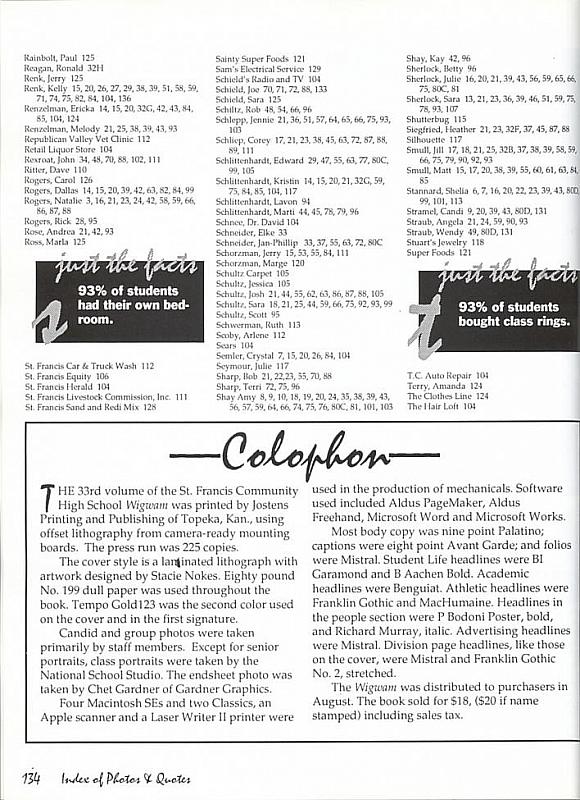 Rainbolt, Paul 125
Reagan, Ronald 32H
Renk, Jerry 125
Renk, Kelly 15, 20, 26, 27, 29, 38, 39, 51, 58, 59,
71, 74, 75, 82, 84, 104, 136
Renzelman, Ericka 14, 15, 20, 32G, 42, 43, 84,
85, 104, 124
Renzelman, Melody 21, 25, 38, 39, 43, 93
Republican Valley Vet Clinic 112
Retail Liquor Store 104
Rexroat, John 34, 48, 70, 88, 102, 111
Ritter, Dave 110
Rogers, Carol 126
Rogers, Dallas 14, 15, 20, 39, 42, 63, 82, 84, 99
Rogers, Natalie 3, 16, 21, 23, 24, 42, 58, 59, 66,
86, 87, 88
Rogers, Rick 28, 95
Rose, Andrea 21, 42, 93
Ross, Marla 125
just the facts
93% of students
had their own bed-
room.
St. Francis Car & Truck Wash 112
St. Francis Equity 106
St. Francis Herald 104
St. Francis Livestock Commission, Inc. 111
St. Francis Sand and Redi Mix 128
Sainty Super Foods 121
Sam's Electrical Service 129
Schield's Radio and TV 104
Schield, Joe 70, 71, 72, 88, 133
Schield, Sara 125
Schiltz, Rob 48, 54, 66, 96
Schlepp, Jennie 21, 36, 51, 57, 64, 65, 66, 75, 93,
103
Schliep, Corey 17, 21, 23, 38, 45, 63, 72, 87, 88,
89, 111
Schlittenhardt, Edward 29, 47, 55, 63, 77, 80C,
99, 105
Schlittenhardt, Kristin 14, 15, 20, 21, 32G, 59,
75, 84, 85, 104, 117
Schlittenhardt, Lavon 94
Schlittenhardt, Marti 44, 45, 78, 79, 96
Schnee, Dr. David 104
Schneider, Elke 33
Schneider, Jan-Phillip 33, 37, 55, 63, 72, 80C
Schorzman, Jerry 15, 53, 55, 84, 111
Schorzman, Marge 120
Schultz Carpet 105
Schultz, Jessica 105
Schultz, Josh 21, 44, 55, 62, 63, 86, 87, 88, 105
Schultz, Sara 18, 21, 25, 44, 59, 66, 75, 92, 93, 99
Schultz, Scott 95
Schwerman, Ruth 113
Scoby, Arlene 112
Sears 104
Semler, Crystal 7, 15, 20, 26, 84, 104
Seymour, Julie 117
Sharp, Bob 21, 22, 23, 35, 70, 88
Sharp, Terri 72, 75, 96
Shay Amy 8, 9, 10, 18, 19, 20, 24, 35, 38, 39, 43,
56, 57, 59, 64, 66, 74, 75, 76, 80C, 81, 101, 103
Shay, Kay 42, 96
Sherlock, Betty 96
Sherlock, Julie 16, 20, 21, 39, 43, 56, 59, 65, 66,
75, 80C, 81
Sherlock, Sara 13, 21, 23, 36, 39, 46, 51, 59, 75,
78, 93, 107
Shutterbug 115
Siegfried, Heather 21, 23, 32F, 37, 45, 87, 88
Silhouette 117
Small, Jill 17, 18, 21, 25, 32B, 37, 38, 39, 58, 59,
66, 75, 79, 90, 92, 93
Small, Matt 15, 17, 20, 38, 39, 55, 60, 61, 63, 84,
85
Stannard, Shelia 6, 7, 16, 20, 22, 23, 39, 43, 80D,
99, 101, 113
Stramel, Candi 9, 20, 39, 43, 80D, 131
Straub, Angela 21, 24, 59, 90, 93
Straub, Wendy 49, 80D, 131
Stuart's Jewelry 118
Super Foods 121
just the facts
93% of students
bought class rings.
T.C. Auto Repair 104
Terry, Amanda 124
The Clothes Line 124
The Hair Loft 104
Colophon
THE 33rd volume of the St. Francis Community
High School Wigwam was printed by Jostens
Printing and Publishing of Topeka, Kan., using
offset lithography from camera-ready mounting
boards. The press run was 225 copies.
The cover style is a laminated lithograph with
artwork designed by Stacie Nokes. Eighty pound
No. 199 dull paper was used throughout the
book. Tempo Gold123 was the second color used
on the cover and in the first signature.
Candid and group photos were taken
primarily by staff members. Except for senior
portraits, class portraits were taken by the
National School Studio. The endsheet photo was
taken by Chet Gardner of Gardner Graphics.
Four Macintosh SEs and two Classics, an
Apple scanner and a Laser Writer II printer were
used in the production of mechanicals. Software
used included Aldus PageMaker, Aldus
Freehand, Microsoft Word and Microsoft Works.
Most body copy was nine point Palatino;
captions were eight point Avant Garde; and folios
were Mistral. Student Life headlines were BI
Garamond and B Aachen Bold. Academic
headlines were Benguiat. Athletic headlines were
Franklin Gothic and MacHumaine. Headlines in
the people section were P Bodoni Poster, bold,
and Richard Murray, italic. Advertising headlines
were Mistral. Division page headlines, like those
on the cover, were Mistral and Franklin Gothic
No. 2, stretched.
The Wigwam was distributed to purchasers in
August. The book sold for $18, ($20 if name
stamped) including sales tax.
134 Index of Photos & Quotes